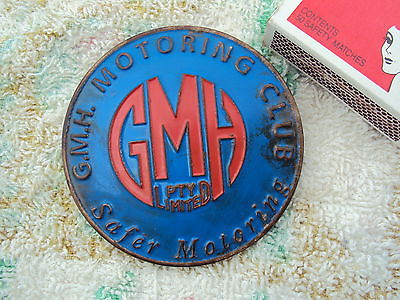 G.M.H. MOTORING CLUB
GMH
PTY
LIMITED
Safer Motoring
CONTENTS
50 SAFETY MATCHES